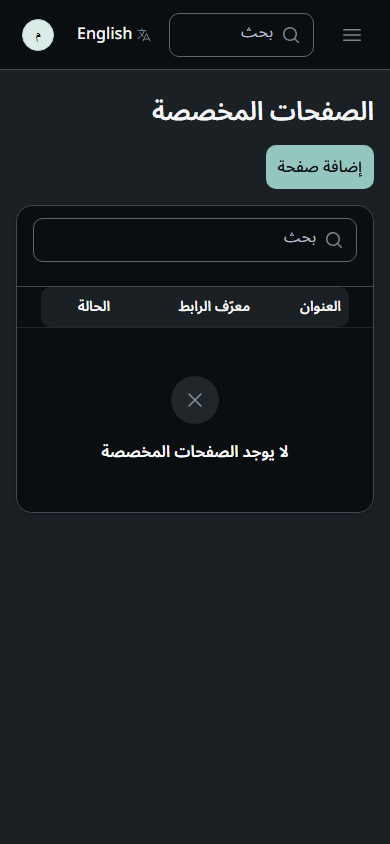 بحث
English
م
الصفحات المخصصة
إضافة صفحة
بحث
العنوان معرّف الرابط الحالة
لا يوجد الصفحات المخصصة